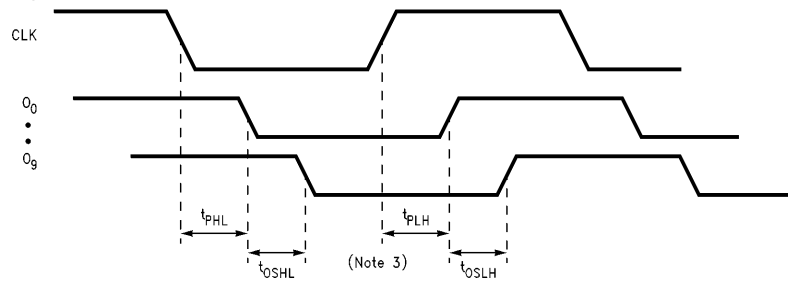 CLK
O0
O9
tPHL
tPLH
tOSHL
(Note 3)
tOSLH